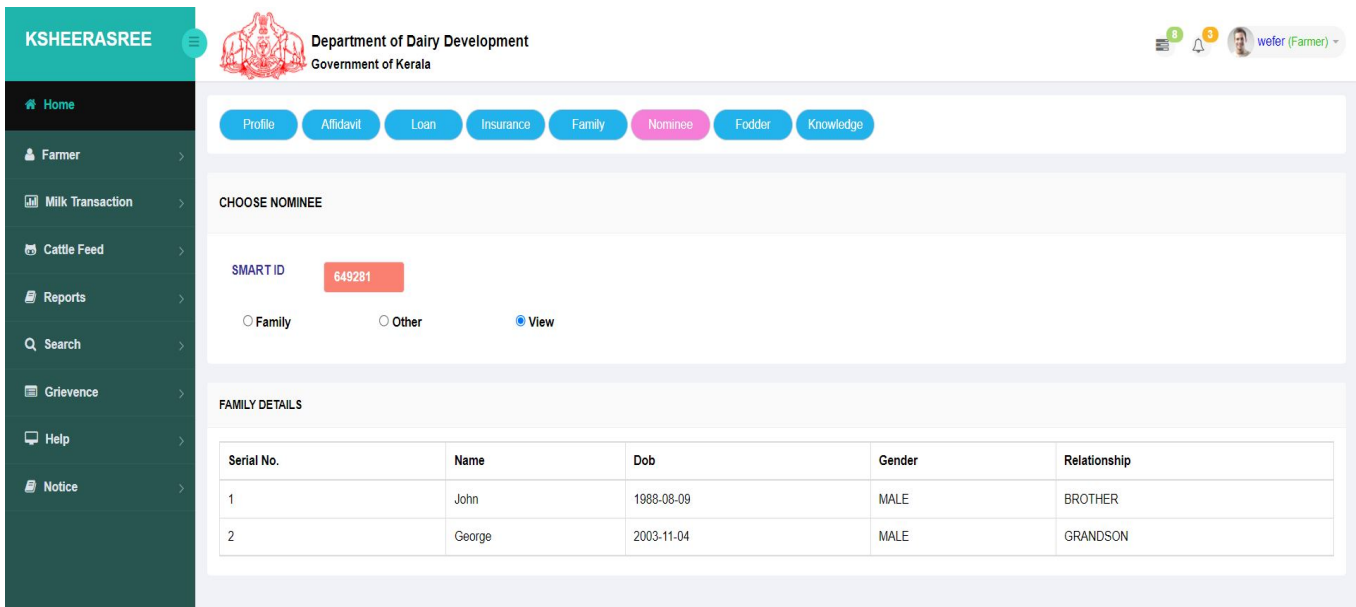 KSHEERASREE
Department of Dairy Development
Government of Kerala
8
3
wefer (Farmer)
Home
Farmer
Milk Transaction
Cattle Feed
Reports
Search
Grievence
Help
Notice
Profile Affidavit Loan Insurance Family Nominee Fodder Knowledge
CHOOSE NOMINEE
SMART ID 649281
Family Other View
FAMILY DETAILS
Serial No. Name Dob Gender Relationship
1 John 1988-08-09 MALE BROTHER
2 George 2003-11-04 MALE GRANDSON